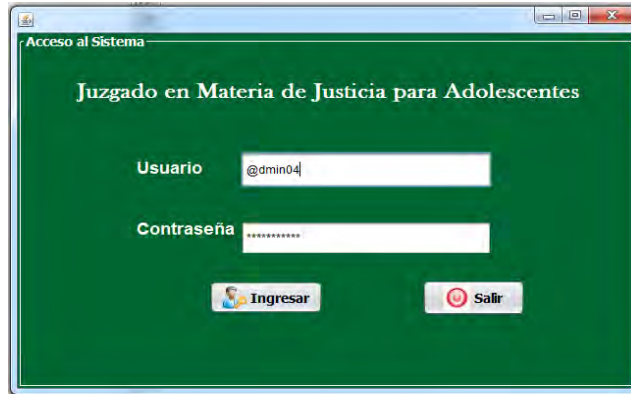 Acceso al Sistema
Juzgado en Materia de Justicia para Adolescentes
Usuario
@dmin04
Contraseña
***********
Ingresar
Salir